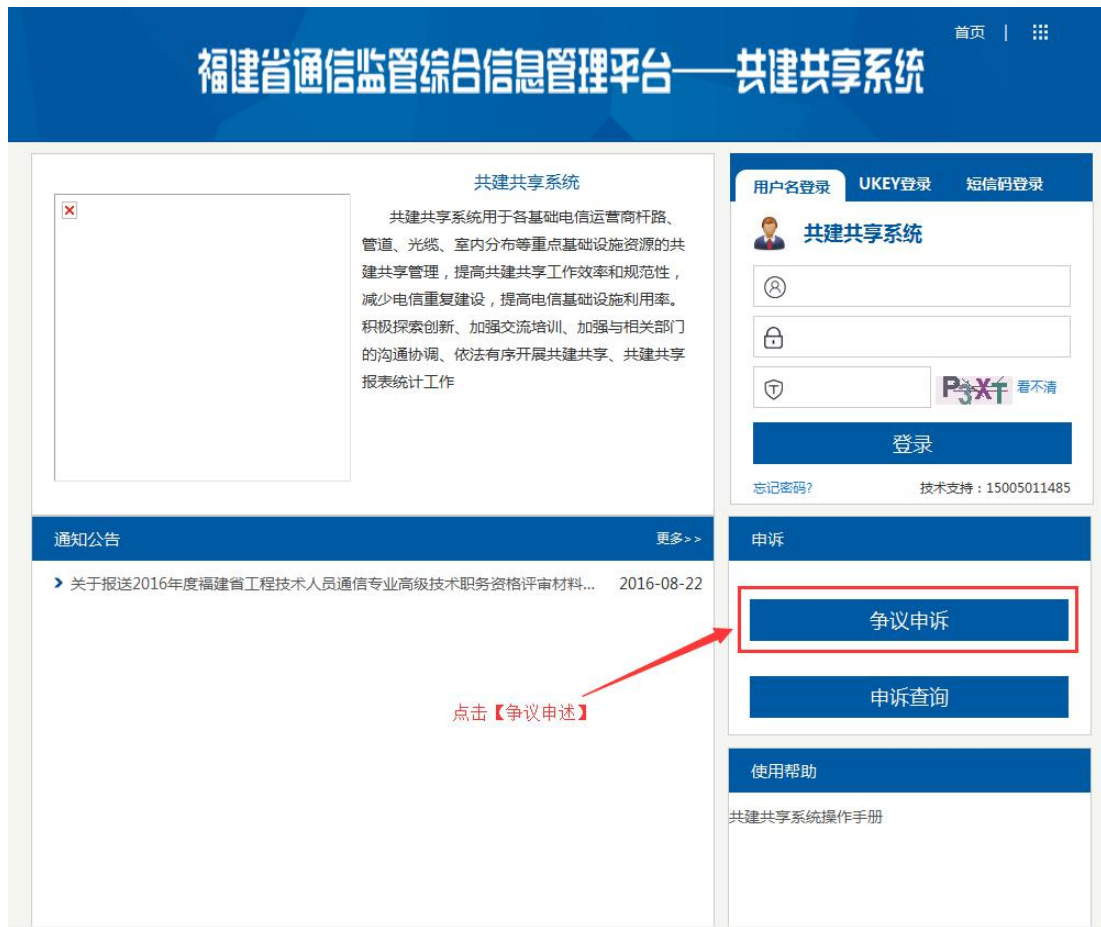 首页 |
福建省通信监管综合信息管理平台——共建共享系统
共建共享系统
共建共享系统用于各基础电信运营商杆路、
管道、光缆、室内分布等重点基础设施资源的共
建共享管理，提高共建共享工作效率和规范性，
减少电信重复建设，提高电信基础设施利用率。
积极探索创新、加强交流培训、加强与相关部门
的沟通协调、依法有序开展共建共享、共建共享
报表统计工作
用户名登录 UKEY登录 短信码登录
共建共享系统
P3XT 看不清
登录
忘记密码? 技术支持：15005011485
通知公告 更多>>
关于报送2016年度福建省工程技术人员通信专业高级技术职务资格评审材料... 2016-08-22
点击【争议申述】
申诉
争议申诉
申诉查询
使用帮助
共建共享系统操作手册